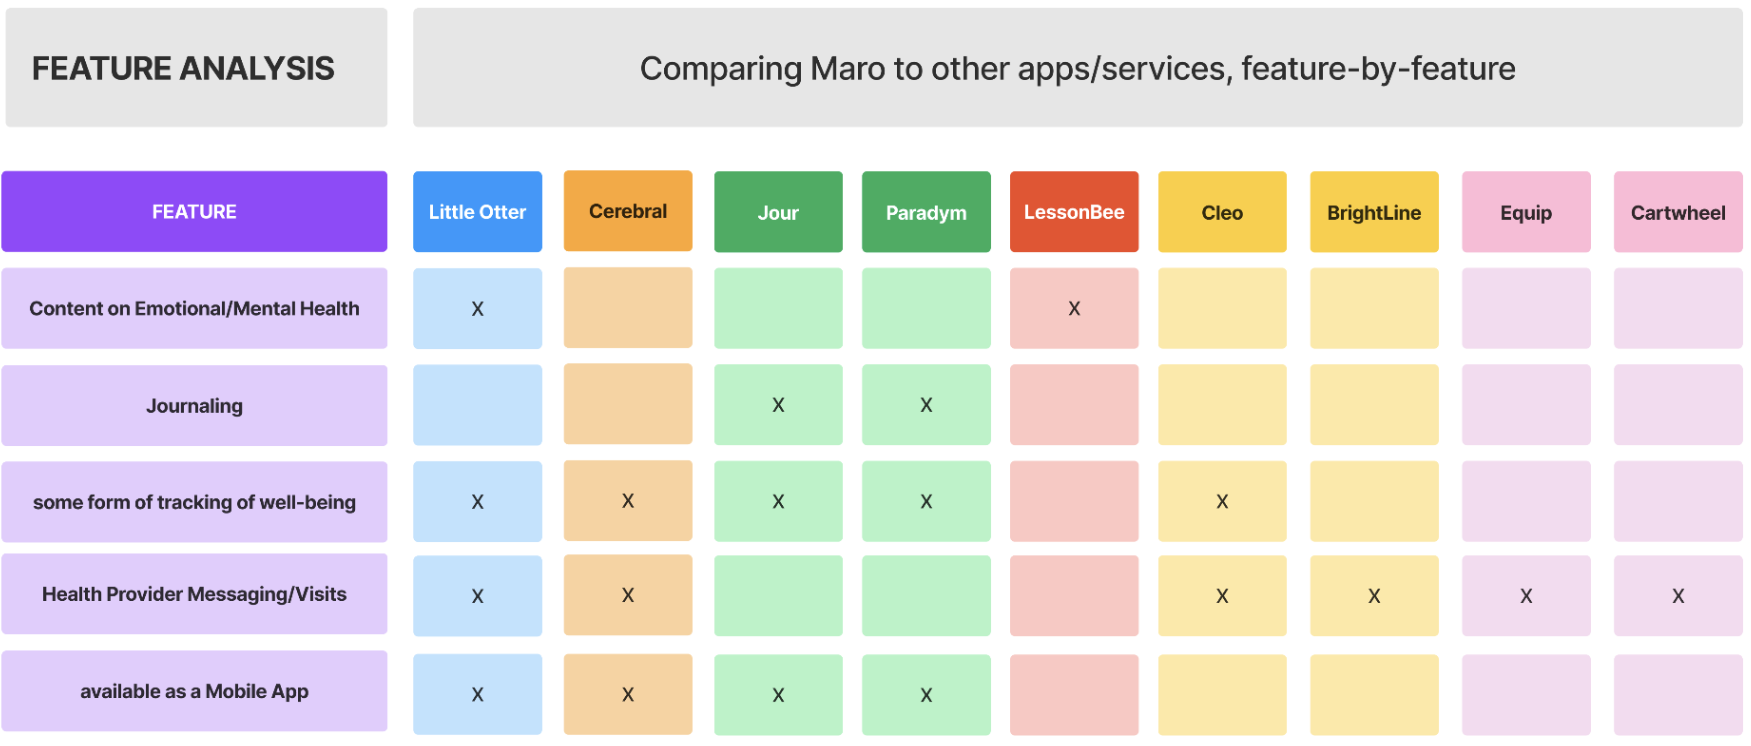 FEATURE ANALYSIS
Comparing Maro to other apps/services, feature-by-feature
FEATURE Little Otter Cerebral Jour Paradym LessonBee Cleo BrightLine Equip Cartwheel
Content on Emotional/Mental Health X X
Journaling X X
some form of tracking of well-being X X X X X
Health Provider Messaging/Visits X X X X X X
available as a Mobile App X X X X